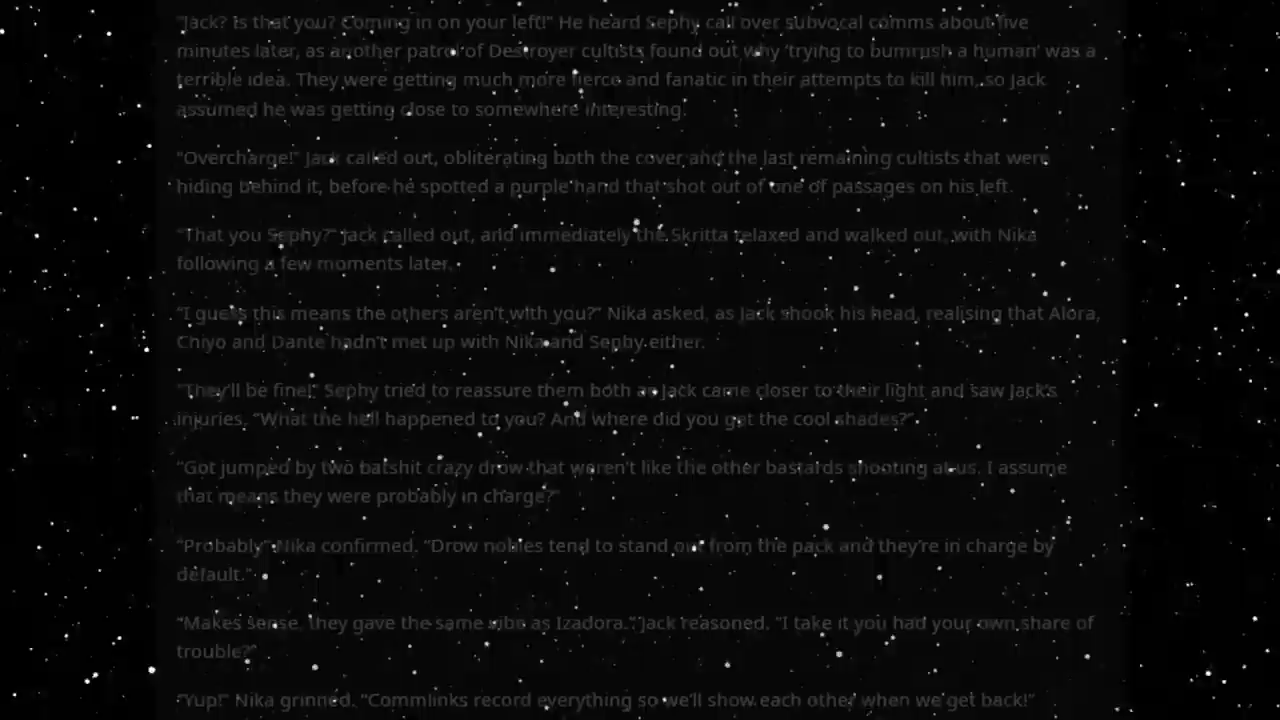 "Jack? Is that you? Coming in on your left!" He heard Sephy call over subvocal comms about five
minutes later, as another patrol of Destroyer cultists found out why 'trying to bumrush a human' was a
terrible idea. They were getting much more fierce and fanatic in their attempts to kill him, so Jack
assumed he was getting close to somewhere interesting.
"Overcharge!" Jack called out, obliterating both the cover and the last remaining cultists that were
hiding behind it, before he spotted a purple hand that shot out of one of passages on his left.
"That you Sephy?" Jack called out, and immediately the Skritta relaxed and walked out, with Nika
following a few moments later.
"I guess this means the others aren't with you?" Nika asked, as Jack shook his head, realising that Alora,
Chiyo and Dante hadn't met up with Nika and Sephy either.
"They'll be fine!" Sephy tried to reassure them both as Jack came closer to their light and saw Jack's
injuries. "What the hell happened to you? And where did you get the cool shades?"
"Got jumped by two batshit crazy drow that weren't like the other bastards shooting at us. I assume
that means they were probably in charge?"
"Probably" Nika confirmed. "Drow nobles tend to stand out from the pack and they're in charge by
default."
"Makes sense, they gave the same vibe as Izadora." Jack reasoned. "I take it you had your own share of
trouble?"
"Yup!" Nika grinned. "Commlinks record everything so we'll show each other when we get back!"